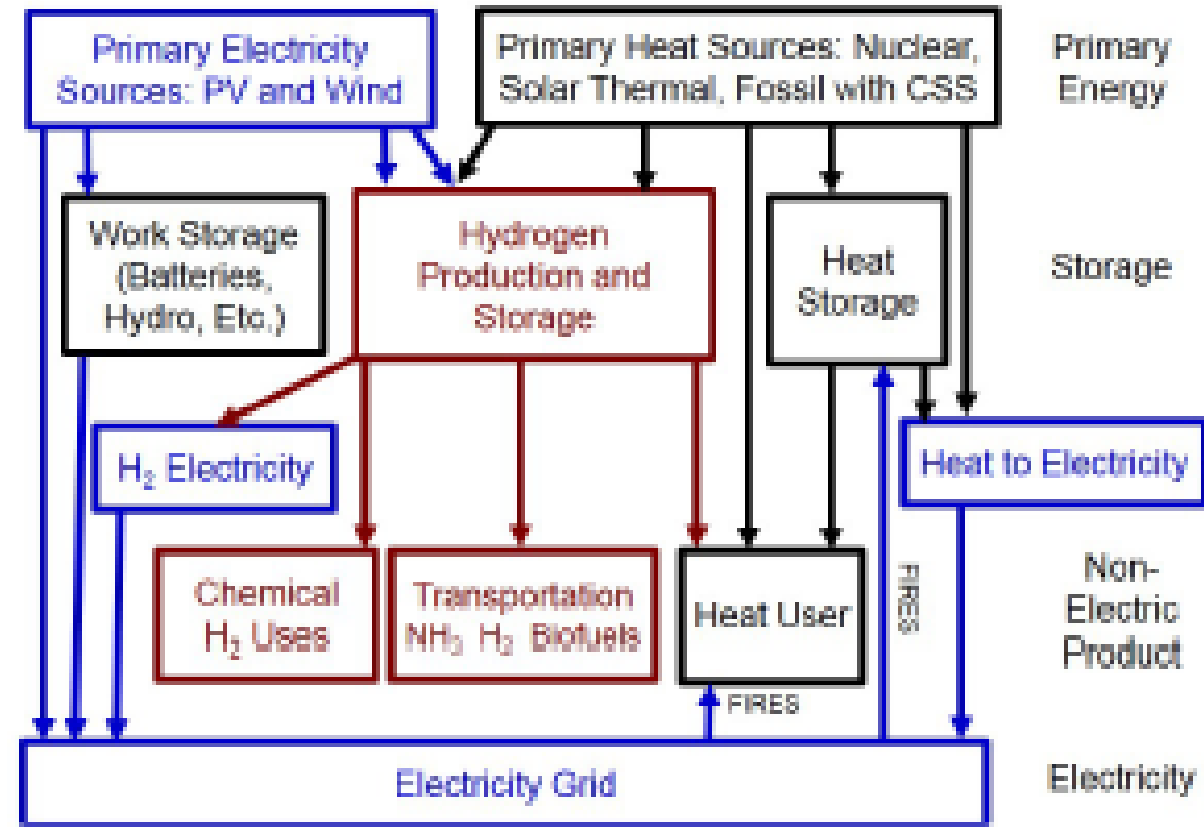 Primary Electricity
Sources: PV and Wind
Primary Heat Sources: Nuclear,
Solar Thermal, Fossil with CSS
Primary
Energy
Work Storage
(Batteries,
Hydro, Etc.)
Hydrogen
Production and
Storage
Heat
Storage
Storage
H₂ Electricity
Heat to Electricity
Chemical
H₂ Uses
Transportation
NH₃ H₂ Biofuels
Heat User
FIRES
Non-
Electric
Product
FIRES
Electricity Grid
Electricity